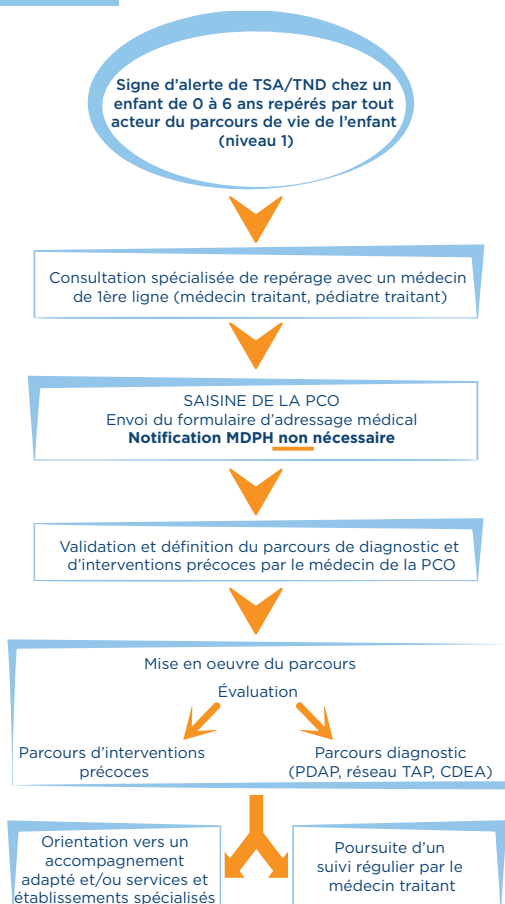 Signe d'alerte de TSA/TND chez un
enfant de 0 à 6 ans repérés par tout
acteur du parcours de vie de l'enfant
(niveau 1)
Consultation spécialisée de repérage avec un médecin
de 1ère ligne (médecin traitant, pédiatre traitant)
SAISINE DE LA PCO
Envoi du formulaire d'adressage médical
Notification MDPH non nécessaire
Validation et définition du parcours de diagnostic et
d'interventions précoces par le médecin de la PCO
Mise en oeuvre du parcours
Évaluation
Parcours d'interventions
précoces
Parcours diagnostic
(PDAP, réseau TAP, CDEA)
Orientation vers un
accompagnement
adapté et/ou services et
établissements spécialisés
Poursuite d'un
suivi régulier par le
médecin traitant